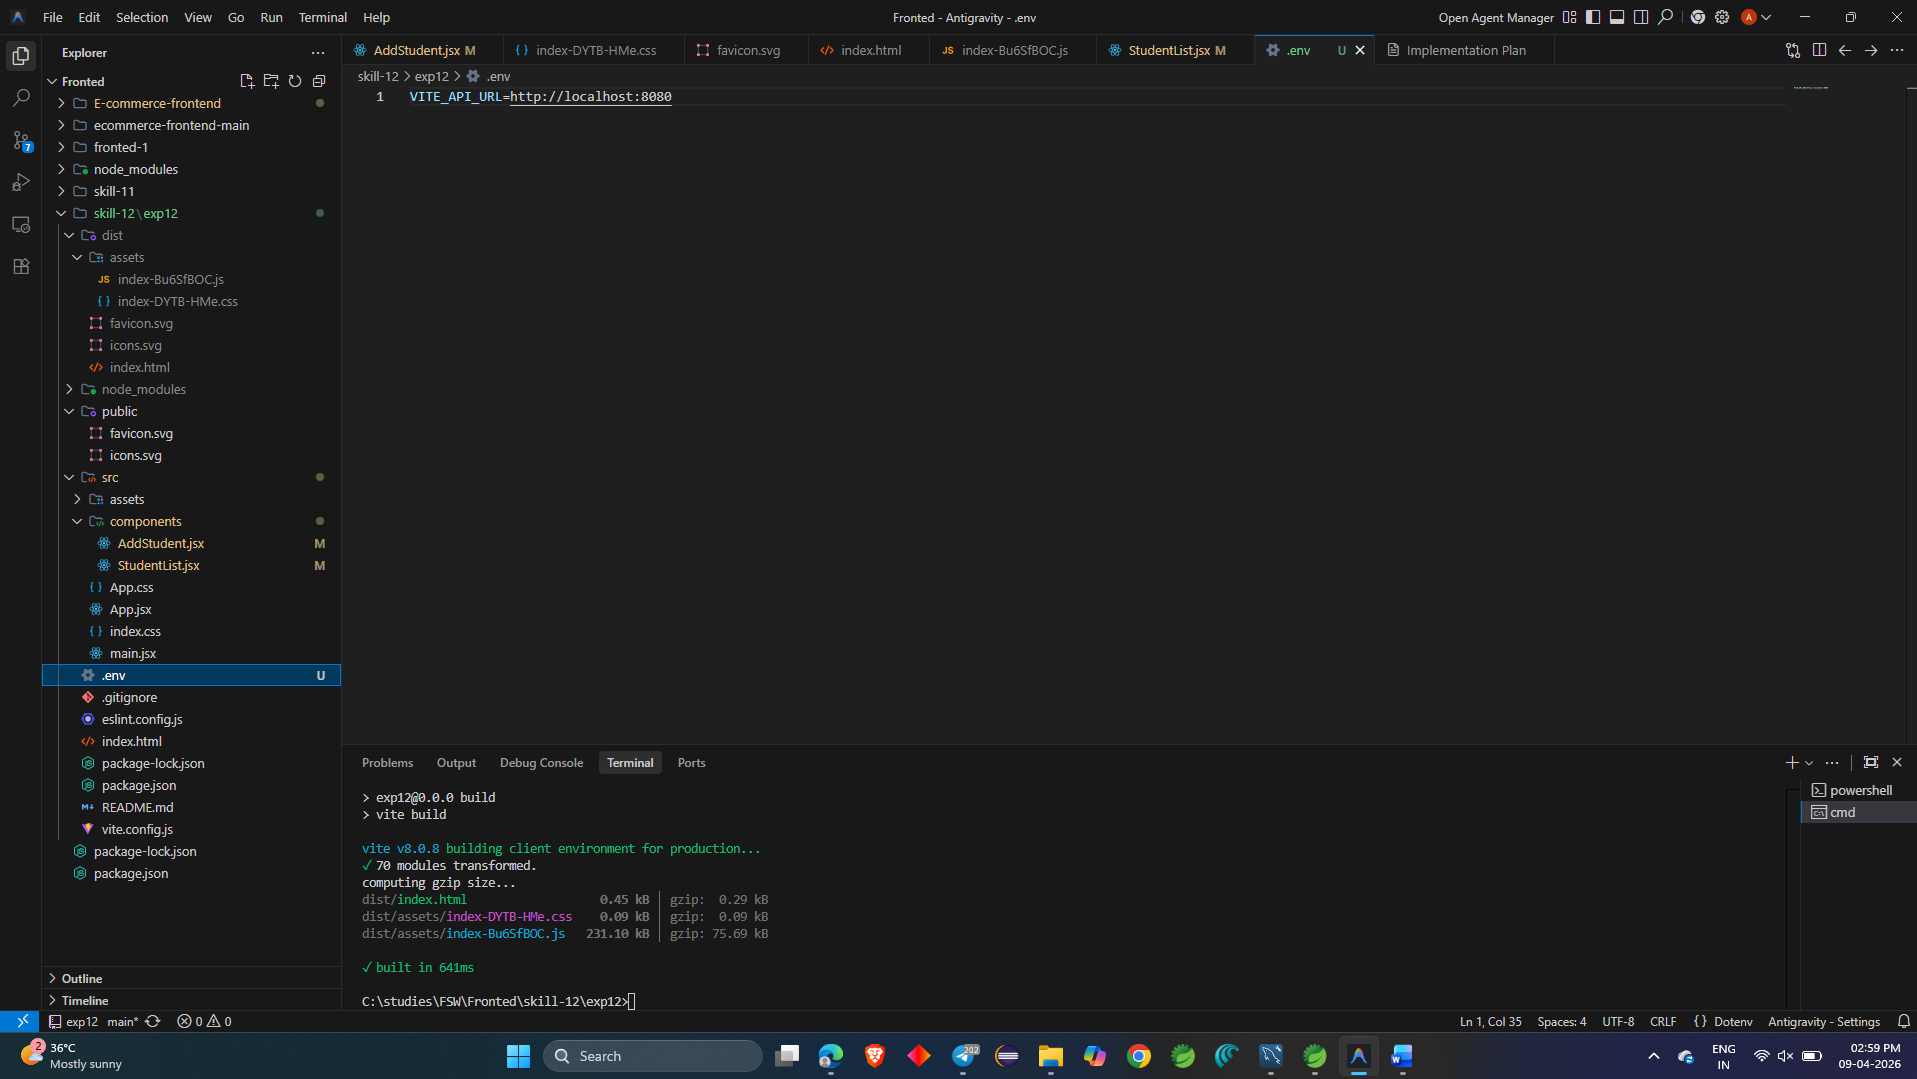 File Edit Selection View Go Run Terminal Help
Fronted - Antigravity - .env
Open Agent Manager
A
Explorer
AddStudent.jsx M
index-DYTB-HMe.css
favicon.svg
index.html
index-Bu6SfBOC.js
StudentList.jsx M
.env U
Implementation Plan
skill-12 > exp12 > .env
1 VITE_API_URL=http://localhost:8080
Fronted
E-commerce-frontend
ecommerce-frontend-main
fronted-1
node_modules
skill-11
skill-12\exp12
dist
assets
JS index-Bu6SfBOC.js
index-DYTB-HMe.css
favicon.svg
icons.svg
index.html
node_modules
public
favicon.svg
icons.svg
src
assets
components
AddStudent.jsx M
StudentList.jsx M
App.css
App.jsx
index.css
main.jsx
.env U
.gitignore
eslint.config.js
index.html
package-lock.json
package.json
README.md
vite.config.js
package-lock.json
package.json
Outline
Timeline
7
Problems Output Debug Console Terminal Ports
> exp12@0.0.0 build
> vite build
vite v8.0.8 building client environment for production...
✓ 70 modules transformed.
computing gzip size...
dist/index.html 0.45 kB │ gzip: 0.29 kB
dist/assets/index-DYTB-HMe.css 0.09 kB │ gzip: 0.09 kB
dist/assets/index-Bu6SfBOC.js 231.10 kB │ gzip: 75.69 kB
✓ built in 641ms
C:\studies\FSW\Fronted\skill-12\exp12>
powershell
cmd
exp12 main* 0 0
Ln 1, Col 35 Spaces: 4 UTF-8 CRLF {} Dotenv Antigravity - Settings
2
36°C
Mostly sunny
Search
202
ENG
IN
02:59 PM
09-04-2026